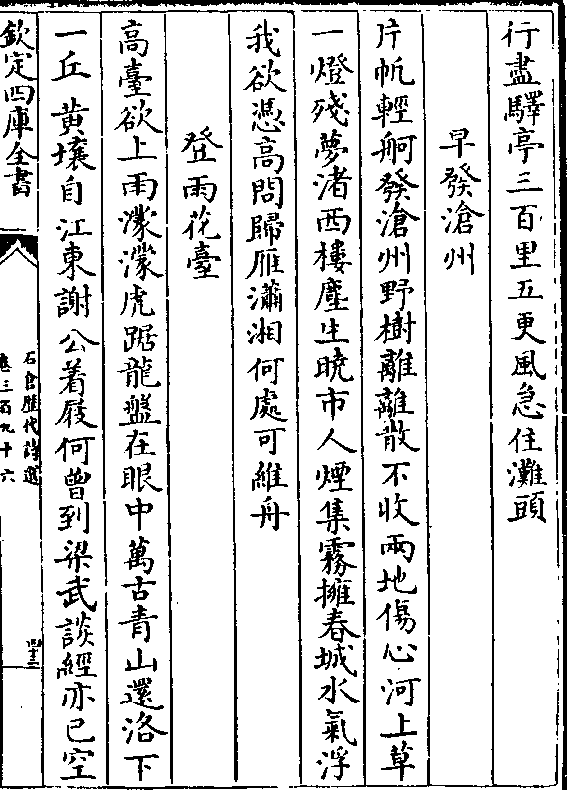 行盡驛亭三百里五更風急住灘頭
早發滄州
片帆輕舸發滄州野樹離離散不收兩地傷心河上草
一燈殘夢渚西樓塵生曉市人煙集霧擁春城水氣浮
我欲憑高問歸雁瀟湘何處可維舟
登雨花臺
高臺欲上雨濛濛虎踞龍盤在眼中萬古青山還洛下
一丘黃壤自江東謝公着屐何曾到梁武談經亦已空
欽定四庫全書
石倉歷代詩選
卷三百九十六
四十三